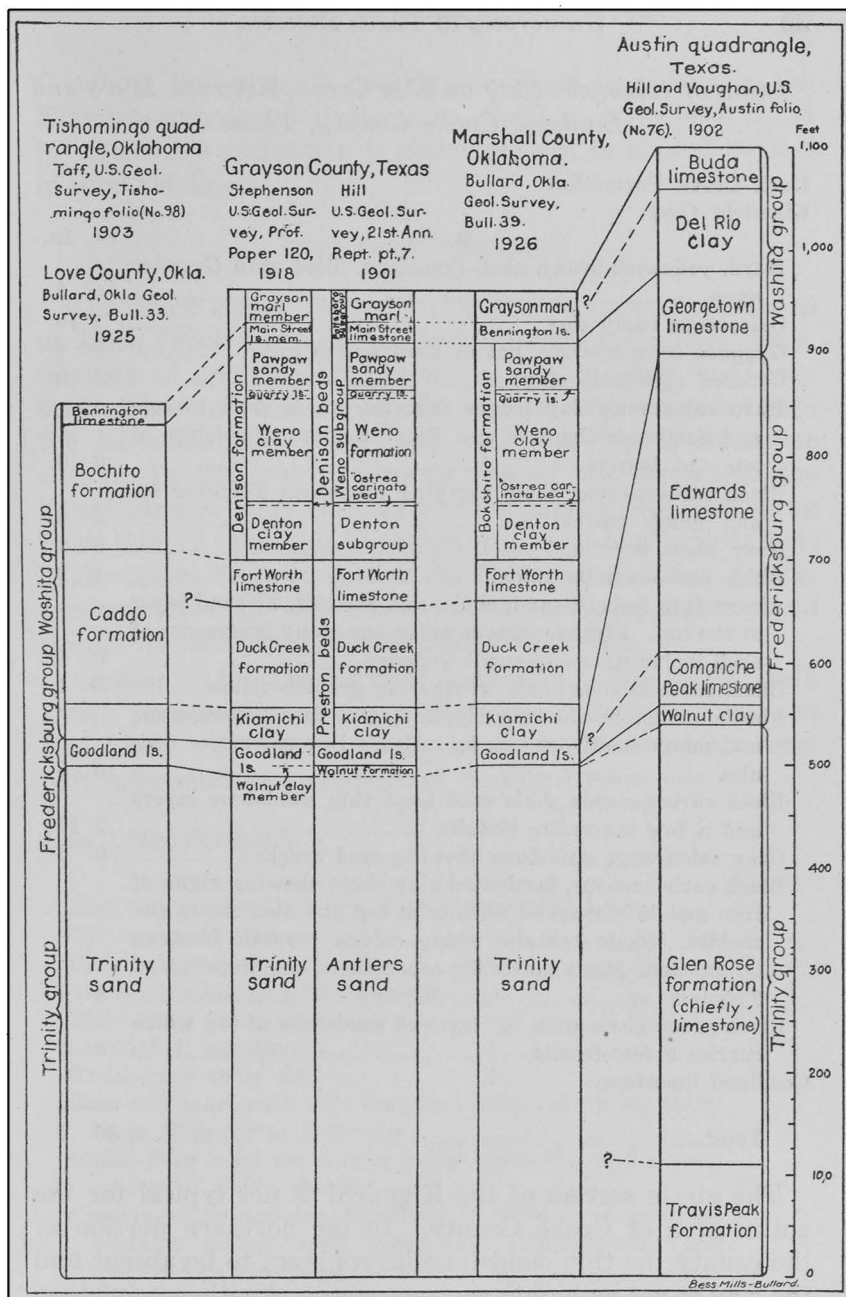 Tishomingo quad-
rangle, Oklahoma
Taff, U.S. Geol.
Survey, Tisho-
mingo folio (No. 98)
1903
Love County, Okla.
Bullard, Okla Geol.
Survey, Bull. 33.
1925
Grayson County, Texas
Stephenson
U.S. Geol. Sur-
vey, Prof.
Paper 120,
1918
Hill
U.S. Geol. Sur-
vey, 21st. Ann.
Rept. pt., 7.
1901
Marshall County,
Oklahoma.
Bullard, Okla.
Geol. Survey,
Bull. 39.
1926
Austin quadrangle,
Texas.
Hill and Vaughan, U.S.
Geol. Survey, Austin folio,
(No 76). 1902
Feet
1,100
1,000
900
800
700
600
500
400
300
200
100
0
Washita group
Fredericksburg group
Trinity group
Bennington
limestone
Bochito
formation
Caddo
formation
Goodland ls.
Trinity
sand
Denison formation
Grayson
marl member
Main Street
ls. mem.
Pawpaw
sandy
member
Quarry ls.
Weno
clay
member
Denton
clay
member
Fort Worth
limestone
Duck Creek
formation
Kiamichi
clay
Goodland
ls.
Walnut clay
member
Trinity
sand
Denison beds
Preston beds
Weno subgroup
Grayson
marl
Main Street
limestone
Pawpaw
sandy
member
Quarry ls.
Weno
formation
"Ostrea
carinata bed"
Denton
subgroup
Fort Worth
limestone
Duck Creek
formation
Kiamichi
clay
Goodland ls.
Walnut formation
Antlers
sand
Bokchito formation
Grayson marl.
Bennington ls.
Pawpaw
sandy
member
Quarry ls.
Weno
clay
member
"Ostrea car-
inata bed")
Denton
clay
member
Fort Worth
limestone
Duck Creek
formation
Kiamichi
clay
Goodland ls.
Trinity
sand
?
?
?
?
Buda
limestone
Del Rio
Clay
Georgetown
limestone
Edwards
limestone
Comanche
Peak limestone
Walnut clay
Glen Rose
formation
(chiefly
limestone)
Travis Peak
formation
Washita group
Fredericksburg group
Trinity group
Bess Mills-Bullard.